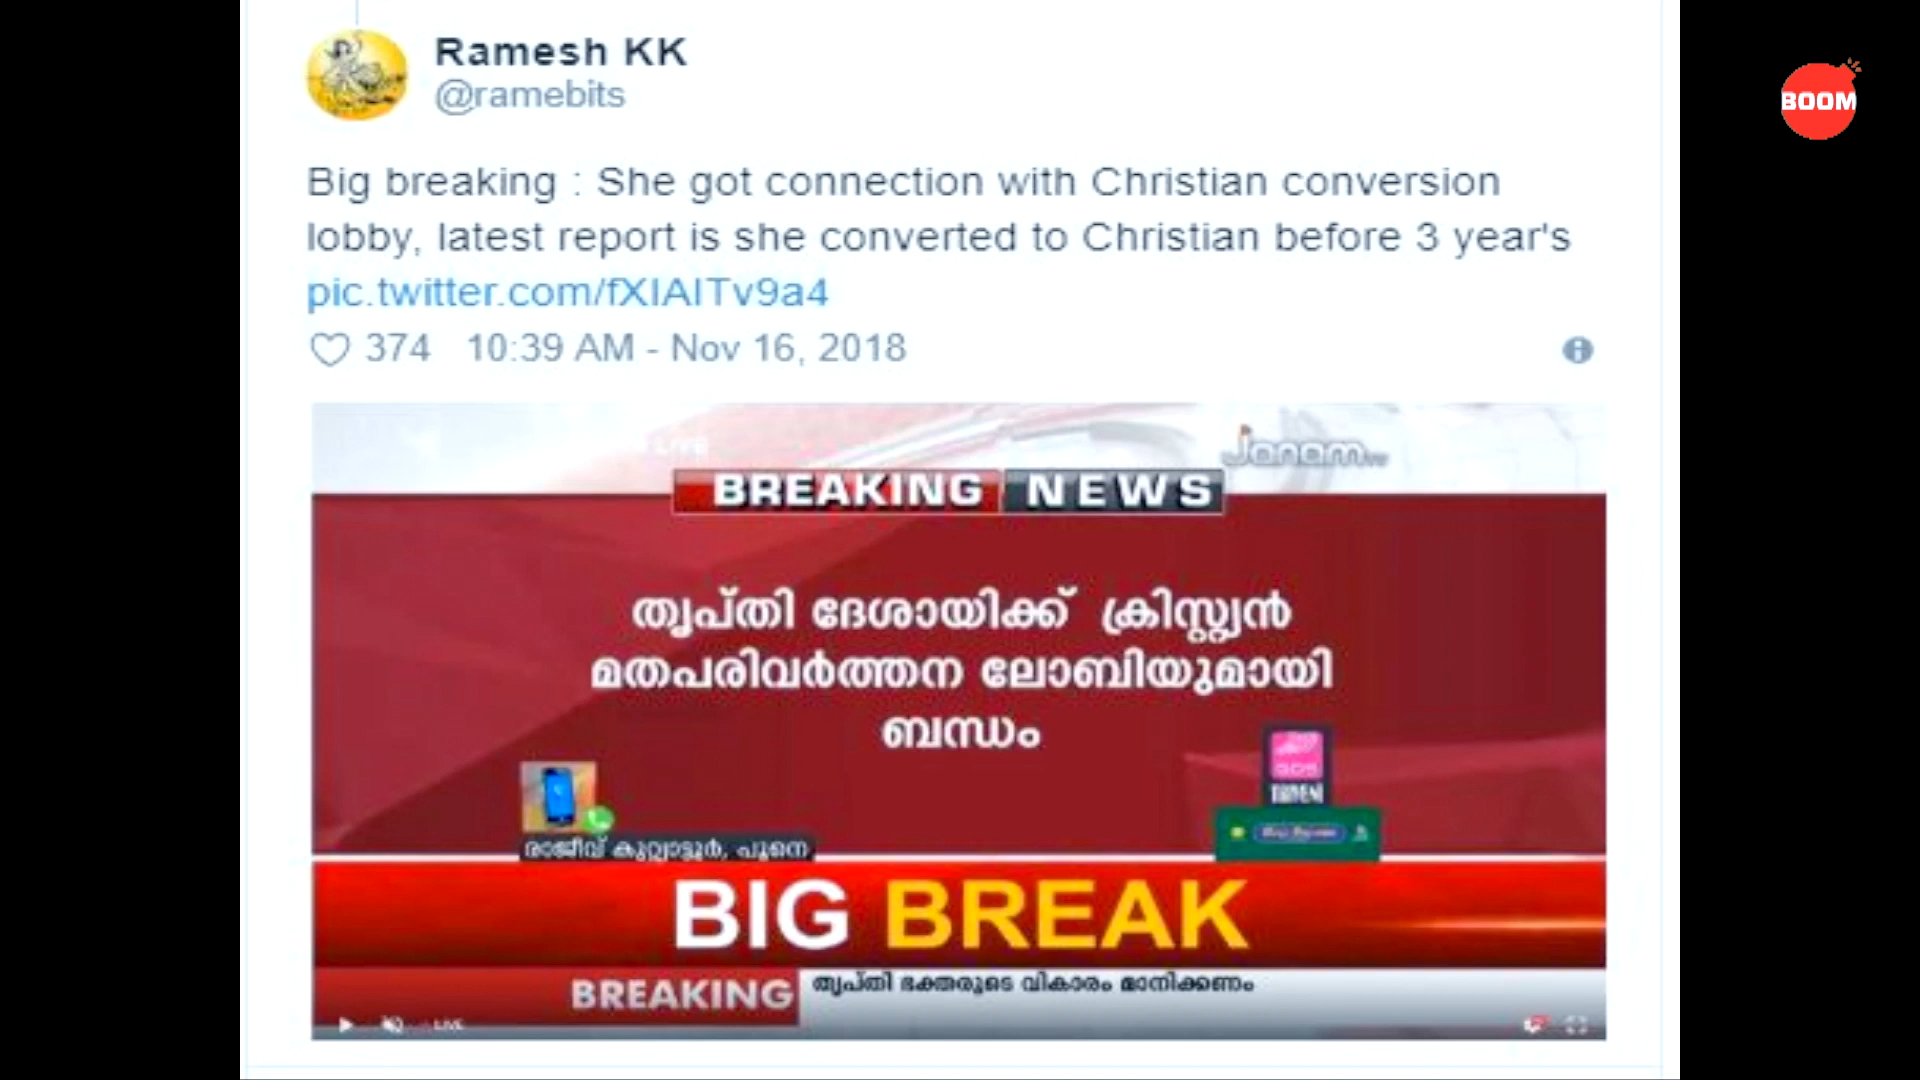 Ramesh KK
@ramebits
BOOM
Big breaking : She got connection with Christian conversion
lobby, latest report is she converted to Christian before 3 year's
pic.twitter.com/fXIAITv9a4
374 10:39 AM - Nov 16, 2018
LIVE
Janam
BREAKING NEWS
തൃപ്തി ദേശായിക്ക് ക്രിസ്ത്യൻ
മതപരിവർത്തന ലോബിയുമായി
ബന്ധം
രാജീവ് കുറ്റ്യാട്ടൂർ, പൂനെ
BIG BREAK
BREAKING
തൃപ്തി ഭക്തരുടെ വികാരം മാനിക്കണം
LIVE